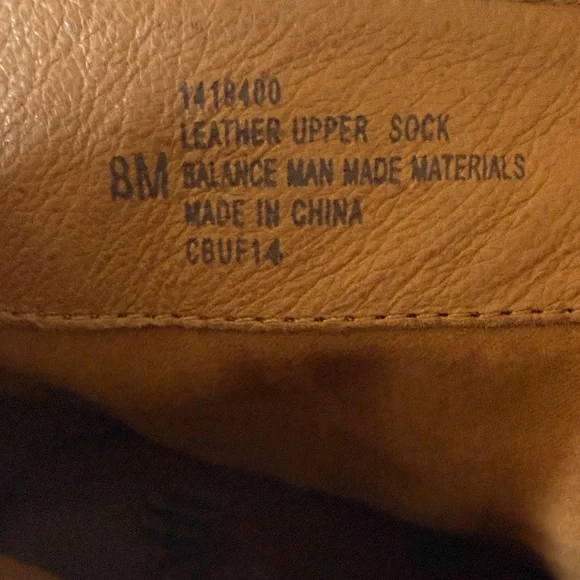 1418400
LEATHER UPPER SOCK
8M BALANCE MAN MADE MATERIALS
MADE IN CHINA
CBUF14